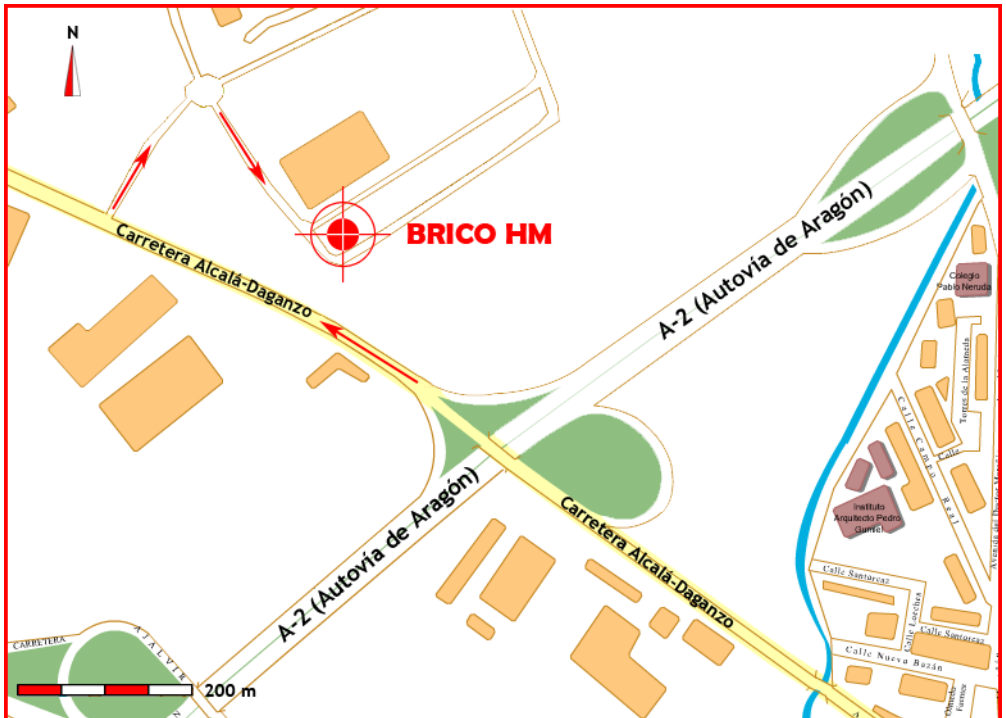 N
BRICO HM
Carretera Alcalá-Daganzo
A-2 (Autovía de Aragón)
Colegio
Pablo Neruda
Torres de la Alameda
Calle
Calle Campo Real
Instituto
Arquitecto Pedro
Gumiel
A-2 (Autovía de Aragón)
Carretera Alcalá-Daganzo
Calle Santorcaz
Calle Loeches
Calle Santorcaz
Calle Nueva Bazán
CARRETERA
AJALVIR
200 m